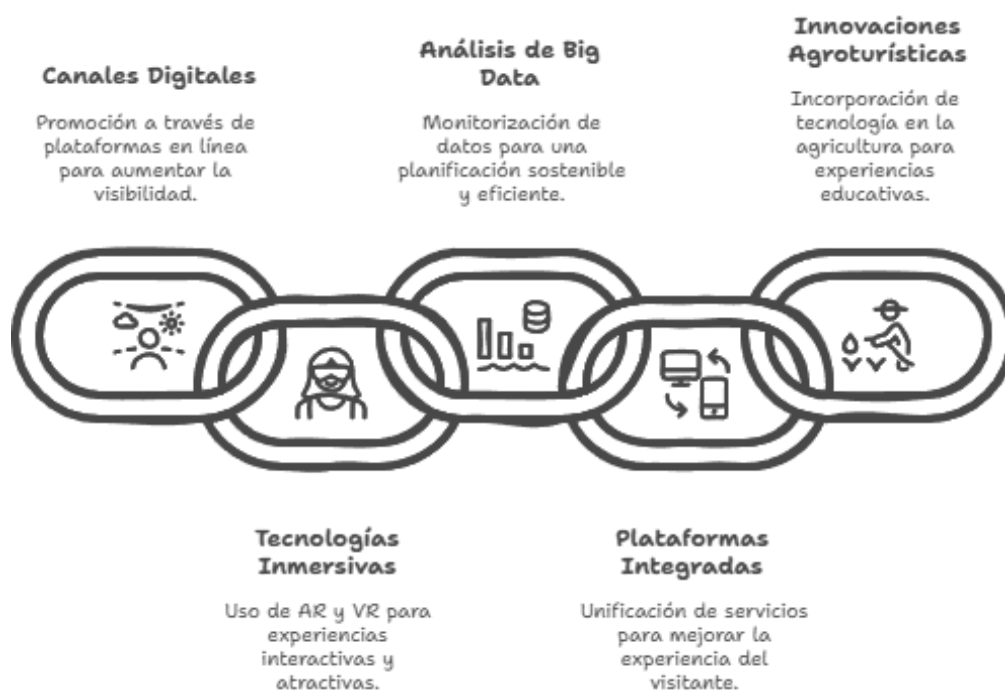 Canales Digitales
Promoción a través de
plataformas en línea
para aumentar la
visibilidad.
Tecnologías
Inmersivas
Uso de AR y VR para
experiencias
interactivas y
atractivas.
Análisis de Big
Data
Monitorización de
datos para una
planificación sostenible
y eficiente.
Plataformas
Integradas
Unificación de servicios
para mejorar la
experiencia del
visitante.
Innovaciones
Agroturísticas
Incorporación de
tecnología en la
agricultura para
experiencias
educativas.